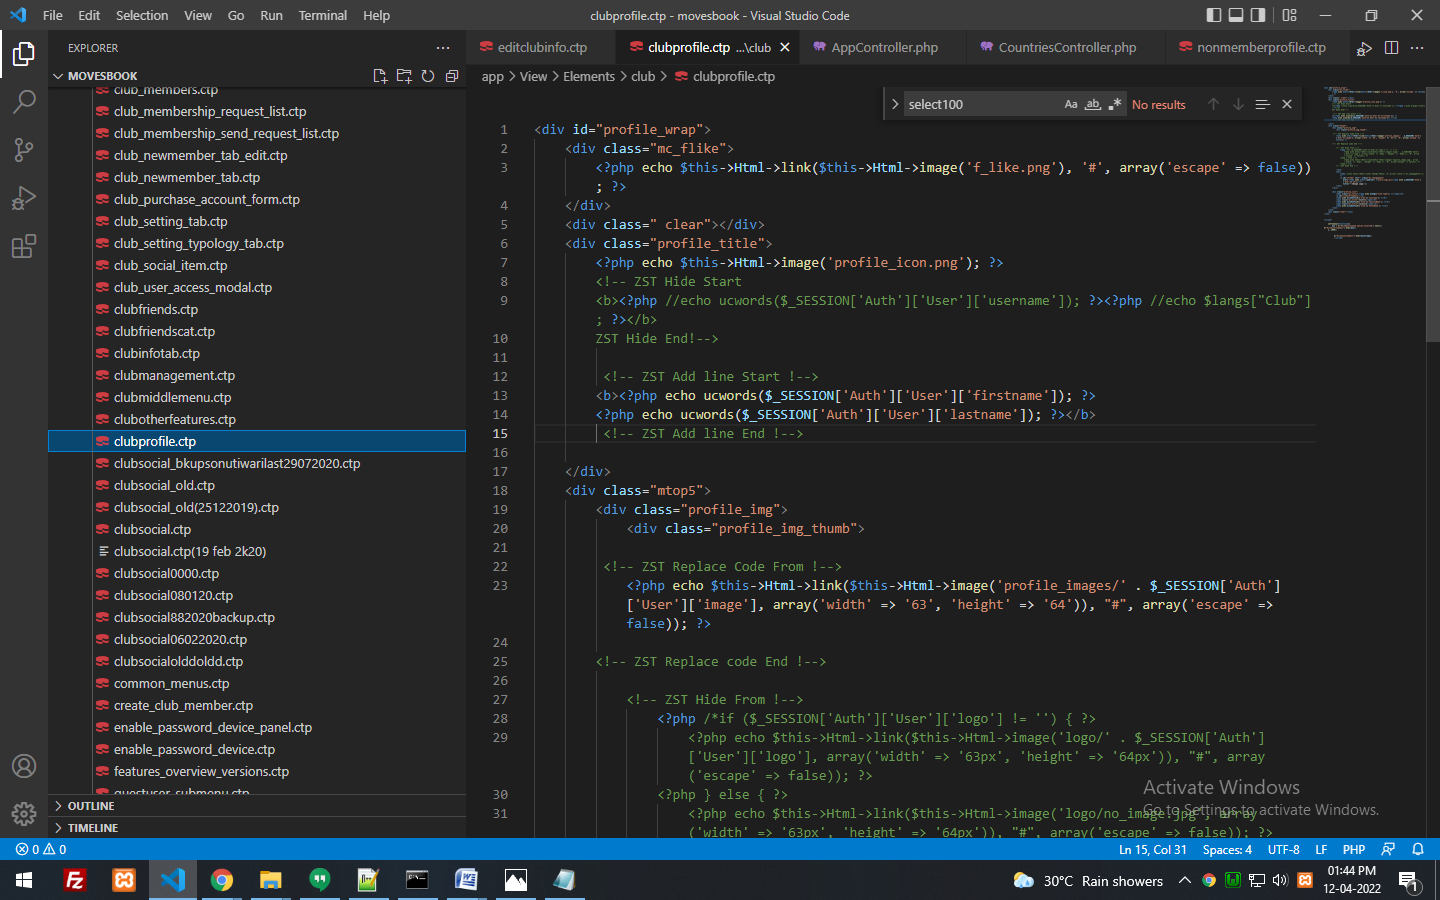 File Edit Selection View Go Run Terminal Help
clubprofile.ctp - movesbook - Visual Studio Code
EXPLORER
MOVESBOOK
club_members.ctp
club_membership_request_list.ctp
club_membership_send_request_list.ctp
club_newmember_tab_edit.ctp
club_newmember_tab.ctp
club_purchase_account_form.ctp
club_setting_tab.ctp
club_setting_typology_tab.ctp
club_social_item.ctp
club_user_access_modal.ctp
clubfriends.ctp
clubfriendscat.ctp
clubinfotab.ctp
clubmanagement.ctp
clubmiddlemenu.ctp
clubotherfeatures.ctp
clubprofile.ctp
clubsocial_bkupsonutiwarilast29072020.ctp
clubsocial_old.ctp
clubsocial_old(25122019).ctp
clubsocial.ctp
clubsocial.ctp(19 feb 2k20)
clubsocial0000.ctp
clubsocial080120.ctp
clubsocial882020backup.ctp
clubsocial06022020.ctp
clubsocialolddoldd.ctp
common_menus.ctp
create_club_member.ctp
enable_password_device_panel.ctp
enable_password_device.ctp
features_overview_versions.ctp
guestuser_submenu.ctp
OUTLINE
TIMELINE
editclubinfo.ctp clubprofile.ctp ...\club AppController.php CountriesController.php nonmemberprofile.ctp
app > View > Elements > club > clubprofile.ctp
select100 Aa ab .* No results
1 <div id="profile_wrap">
2 <div class="mc_flike">
3 <?php echo $this->Html->link($this->Html->image('f_like.png'), '#', array('escape' => false))
; ?>
4 </div>
5 <div class=" clear"></div>
6 <div class="profile_title">
7 <?php echo $this->Html->image('profile_icon.png'); ?>
8 <!-- ZST Hide Start
9 <b><?php //echo ucwords($_SESSION['Auth']['User']['username']); ?><?php //echo $langs["Club"]
; ?></b>
10 ZST Hide End!-->
11
12 <!-- ZST Add line Start !-->
13 <b><?php echo ucwords($_SESSION['Auth']['User']['firstname']); ?>
14 <?php echo ucwords($_SESSION['Auth']['User']['lastname']); ?></b>
15 <!-- ZST Add line End !-->
16
17 </div>
18 <div class="mtop5">
19 <div class="profile_img">
20 <div class="profile_img_thumb">
21
22 <!-- ZST Replace Code From !-->
23 <?php echo $this->Html->link($this->Html->image('profile_images/' . $_SESSION['Auth']
['User']['image'], array('width' => '63', 'height' => '64')), "#", array('escape' =>
false)); ?>
24
25 <!-- ZST Replace code End !-->
26
27 <!-- ZST Hide From !-->
28 <?php /*if ($_SESSION['Auth']['User']['logo'] != '') { ?>
29 <?php echo $this->Html->link($this->Html->image('logo/' . $_SESSION['Auth']
['User']['logo'], array('width' => '63px', 'height' => '64px')), "#", array
('escape' => false)); ?>
30 <?php } else { ?>
31 <?php echo $this->Html->link($this->Html->image('logo/no_image.jpg', array
('width' => '63px', 'height' => '64px')), "#", array('escape' => false)); ?>
Activate Windows
Go to Settings to activate Windows.
0 0
Ln 15, Col 31 Spaces: 4 UTF-8 LF PHP
30°C Rain showers
01:44 PM
12-04-2022
1